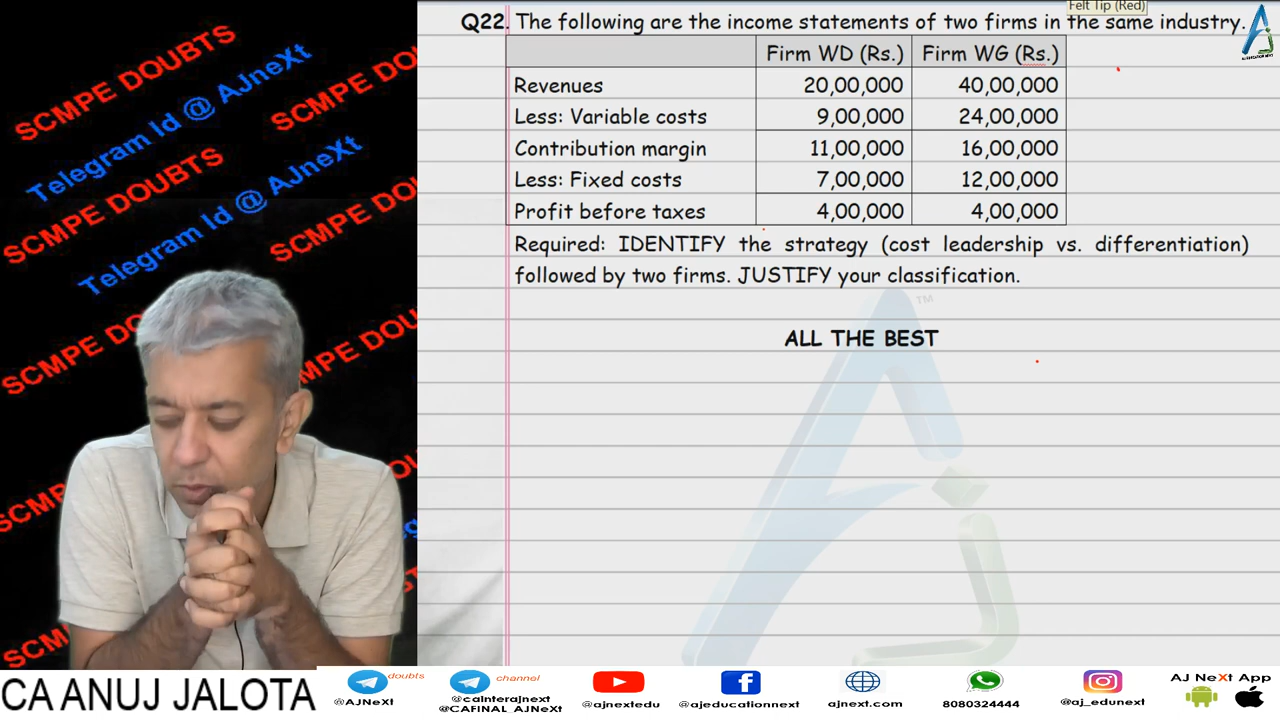 Felt Tip (Red)
Q22. The following are the income statements of two firms in the same industry.
Firm WD (Rs.) Firm WG (Rs.)
Revenues 20,00,000 40,00,000
Less: Variable costs 9,00,000 24,00,000
Contribution margin 11,00,000 16,00,000
Less: Fixed costs 7,00,000 12,00,000
Profit before taxes 4,00,000 4,00,000
Required: IDENTIFY the strategy (cost leadership vs. differentiation)
followed by two firms. JUSTIFY your classification.
TM
ALL THE BEST
SCMPE DOUBTS
Telegram Id @ AJneXt
SCMPE DOUBTS
Telegram Id @ AJneXt
CA ANUJ JALOTA
doubts
@AJNeXt
channel
@cainterajnext
@CAFINAL_AJNeXt
@ajnextedu
@ajeducationnext
ajnext.com
8080324444
@aj_edunext
AJ NeXt App